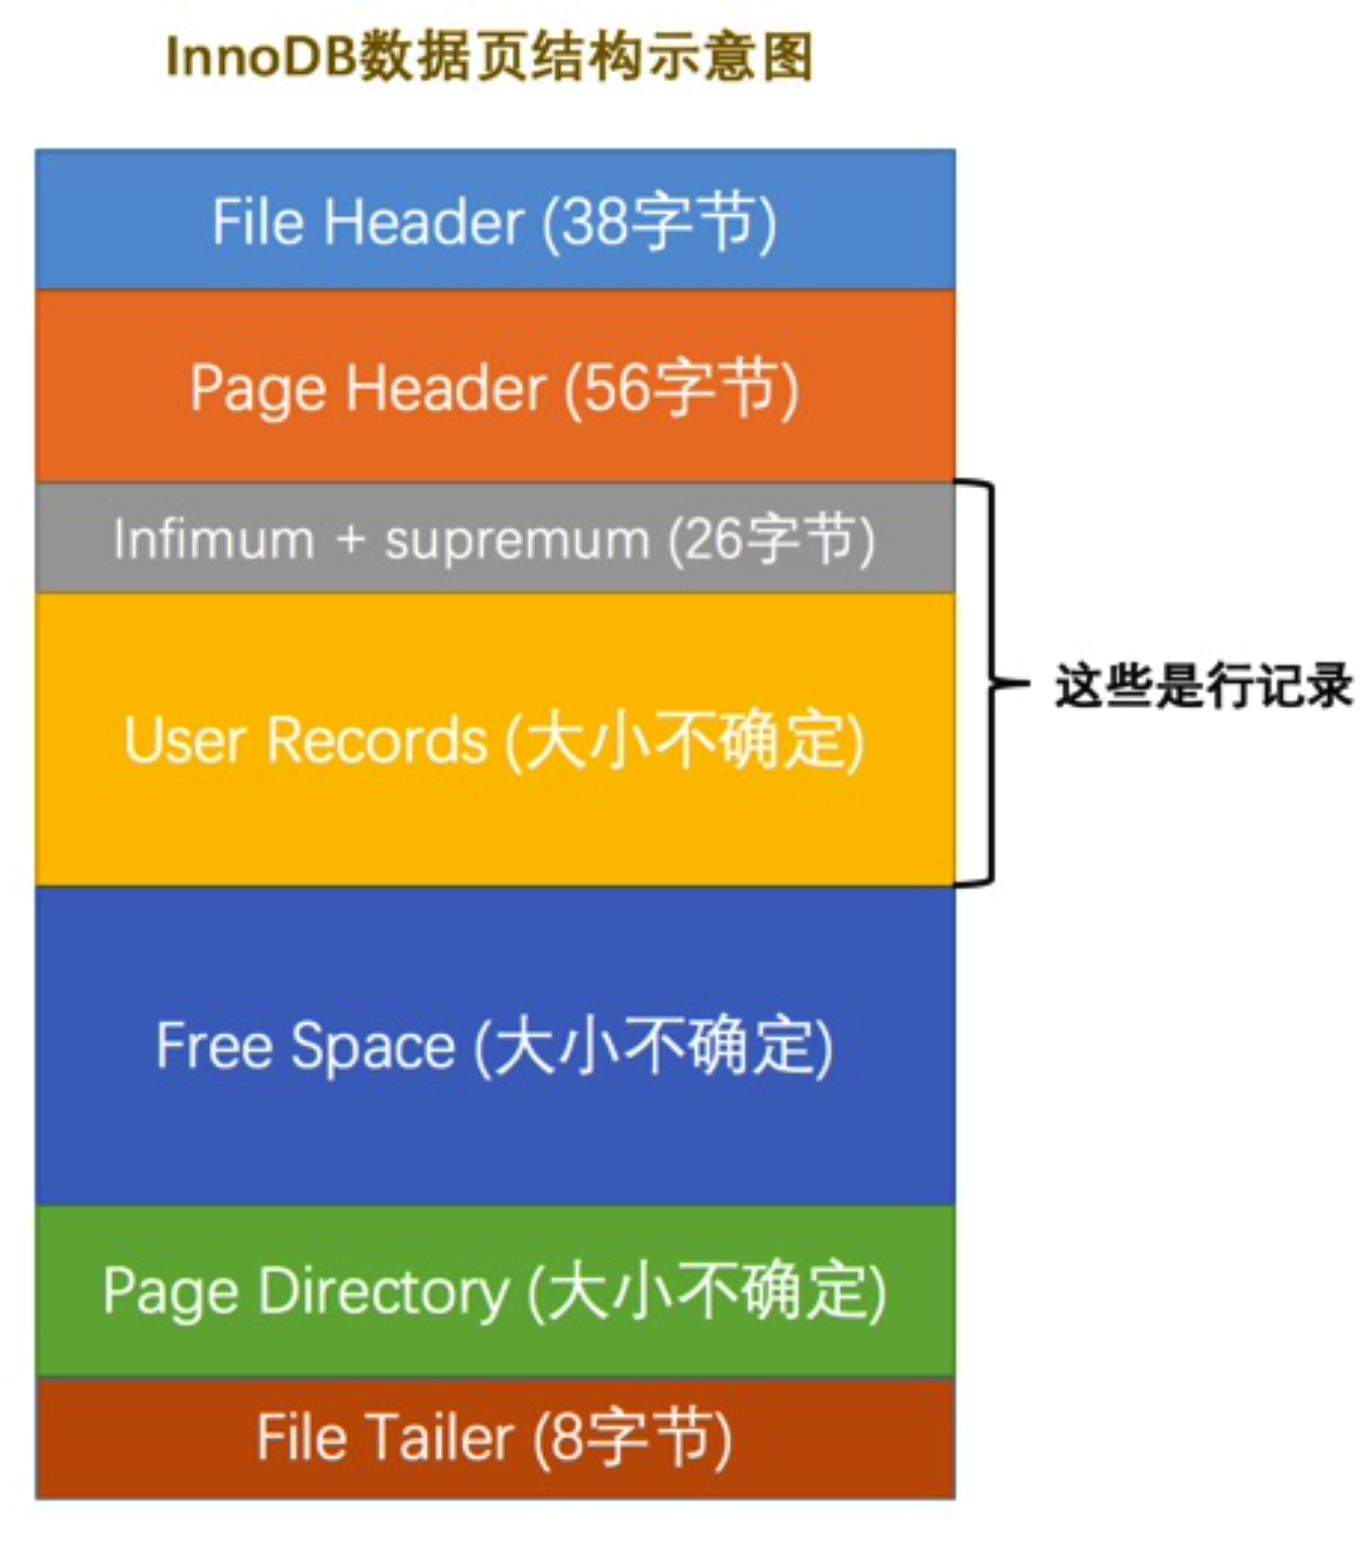 InnoDB数据页结构示意图
File Header (38字节)
Page Header (56字节)
Infimum + supremum (26字节)
User Records (大小不确定)
这些是行记录
Free Space (大小不确定)
Page Directory (大小不确定)
File Tailer (8字节)